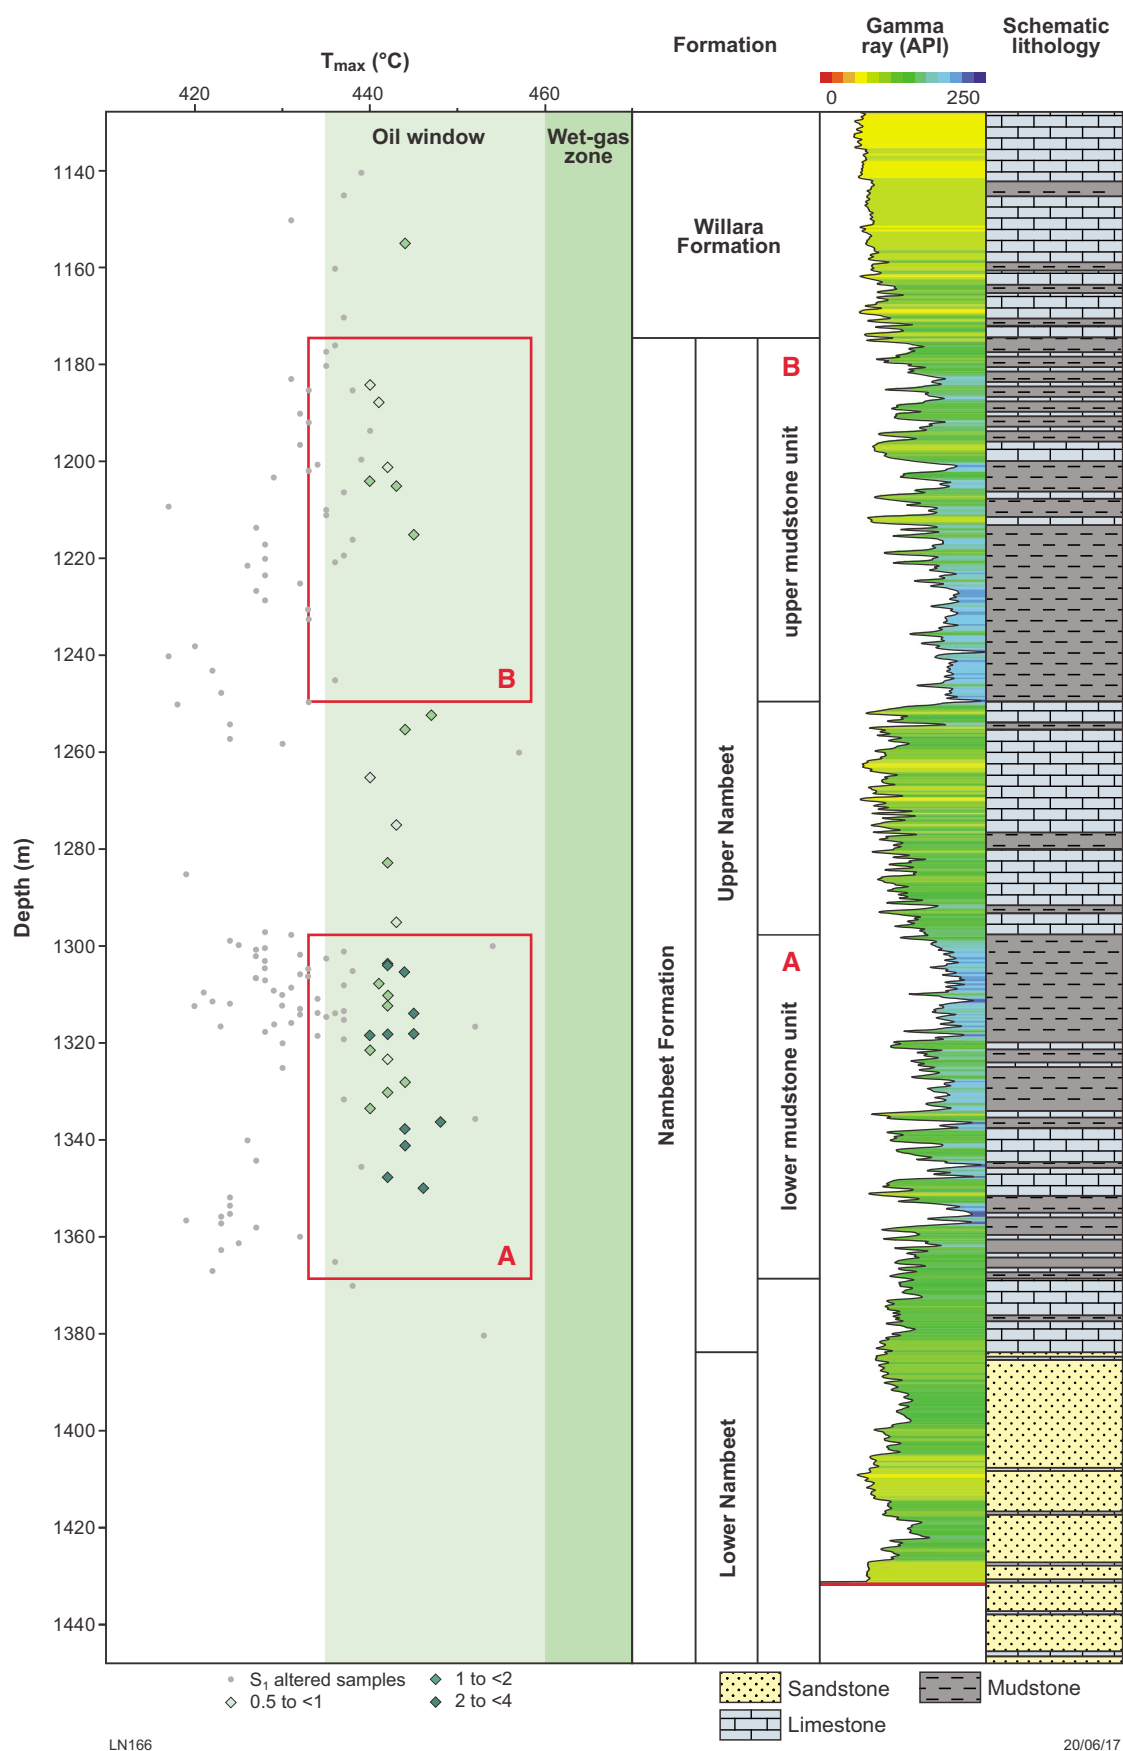 Gamma
ray (API)
Schematic
lithology
Formation
Tmax (°C)
420
440
460
0
250
Oil window
Wet-gas
zone
1140
1160
1180
1200
1220
1240
1260
1280
1300
1320
1340
1360
1380
1400
1420
1440
Depth (m)
Willara
Formation
B
B
A
A
upper mudstone unit
lower mudstone unit
Upper Nambeet
Lower Nambeet
Nambeet Formation
S1 altered samples
0.5 to <1
1 to <2
2 to <4
Sandstone
Limestone
Mudstone
LN166
20/06/17